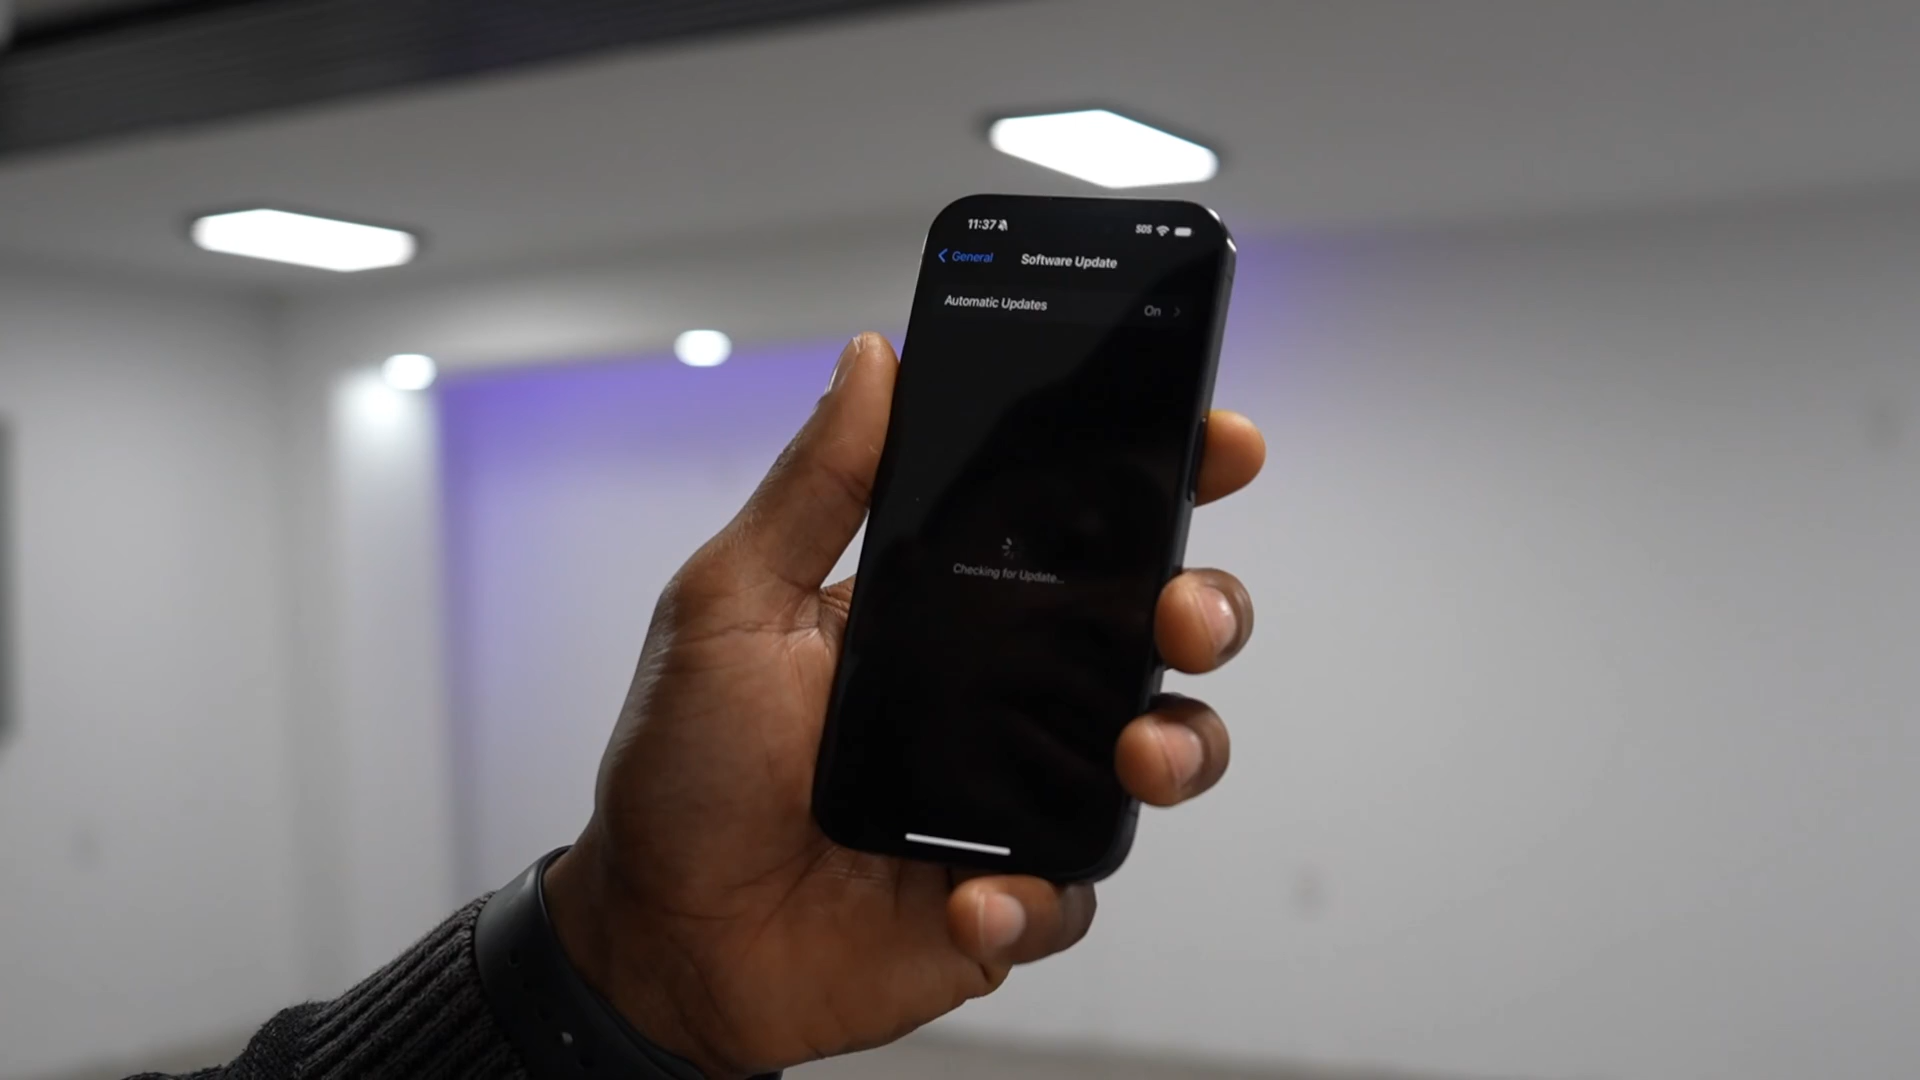 11:37 SOS
General Software Update
Automatic Updates On
Checking for Update...